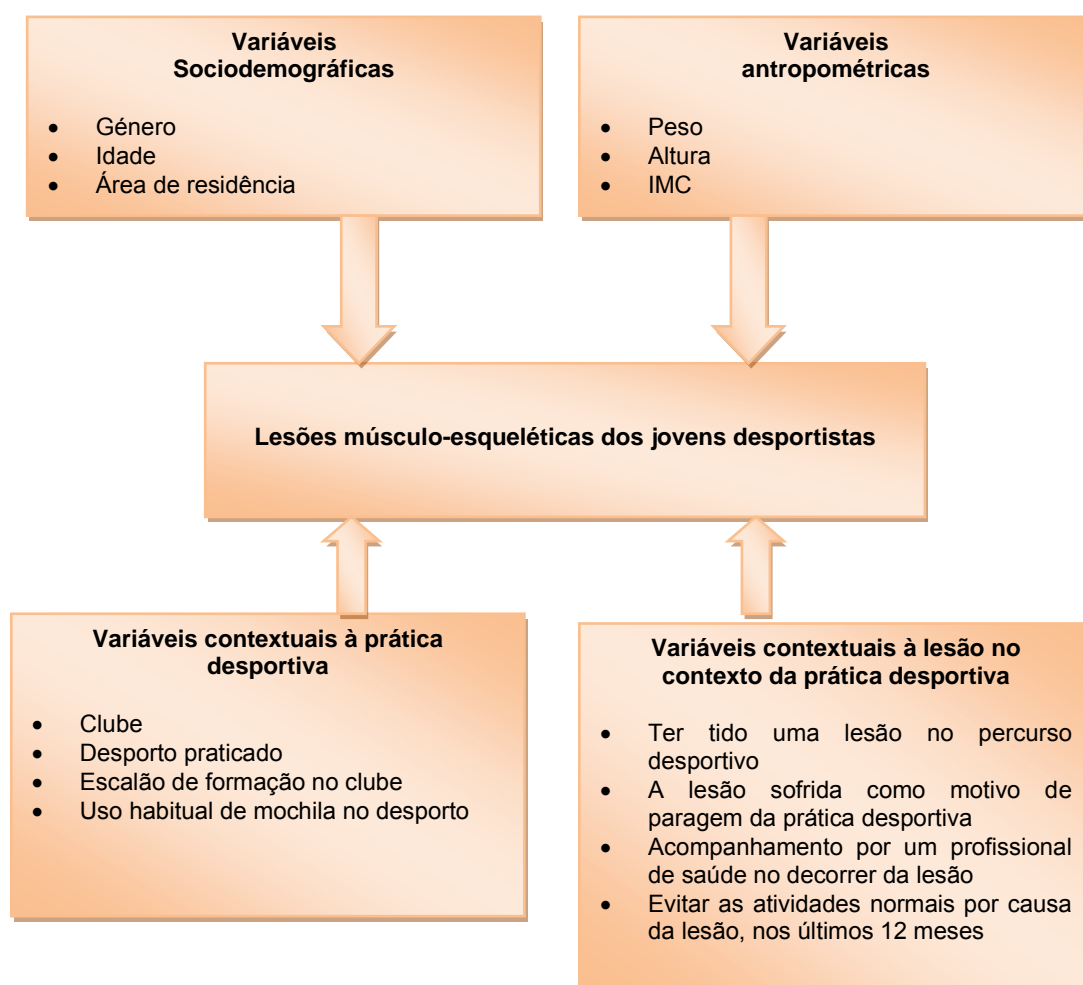 Variáveis
Sociodemográficas
• Género
• Idade
• Área de residência
Variáveis
antropométricas
• Peso
• Altura
• IMC
Lesões músculo-esqueléticas dos jovens desportistas
Variáveis contextuais à prática
desportiva
• Clube
• Desporto praticado
• Escalão de formação no clube
• Uso habitual de mochila no desporto
Variáveis contextuais à lesão no
contexto da prática desportiva
• Ter tido uma lesão no percurso
desportivo
• A lesão sofrida como motivo de
paragem da prática desportiva
• Acompanhamento por um profissional
de saúde no decorrer da lesão
• Evitar as atividades normais por causa
da lesão, nos últimos 12 meses